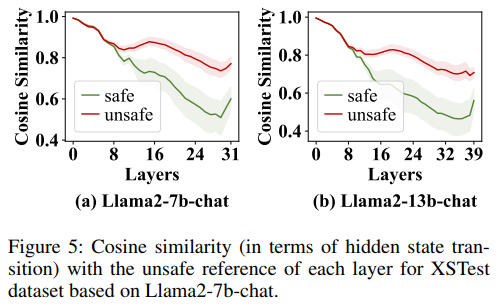 Cosine Similarity
1.0
0.8
0.6
0.4
safe
unsafe
0 8 16 24 31
Layers
(a) Llama2-7b-chat
Cosine Similarity
1.0
0.8
0.6
0.4
safe
unsafe
0 8 16 24 32 39
Layers
(b) Llama2-13b-chat
Figure 5: Cosine similarity (in terms of hidden state tran-
sition) with the unsafe reference of each layer for XSTest
dataset based on Llama2-7b-chat.